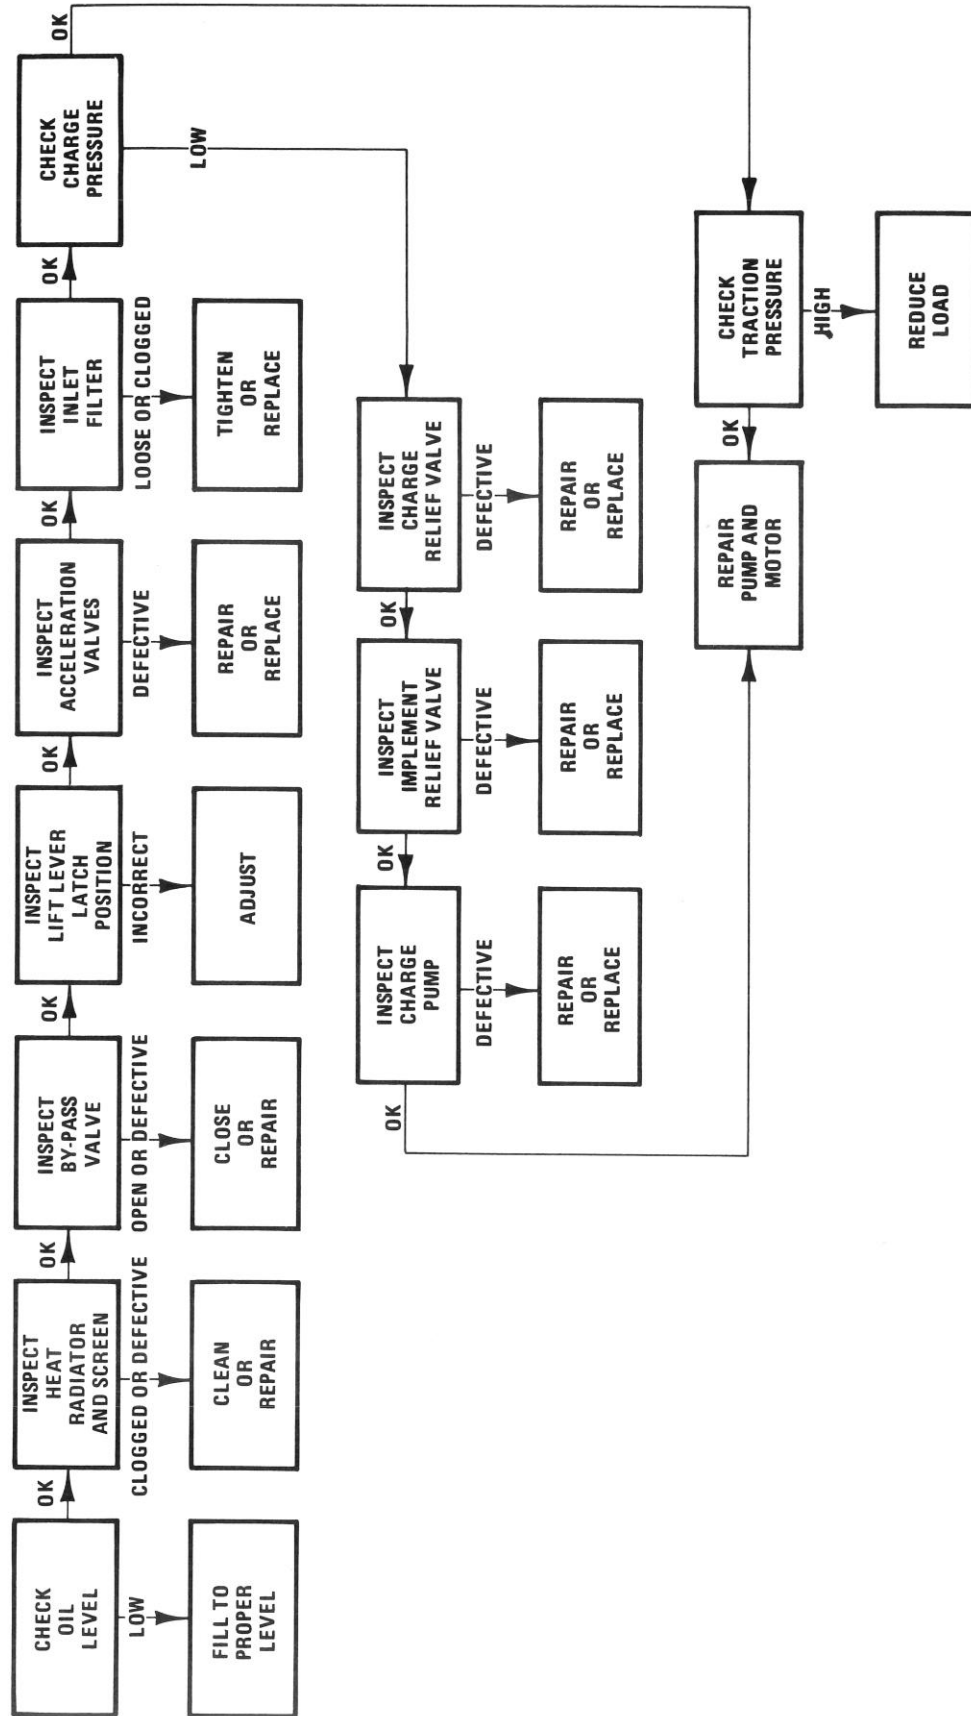 CHECK
OIL
LEVEL
OK
LOW
FILL TO
PROPER
LEVEL
INSPECT
HEAT
RADIATOR
AND SCREEN
OK
CLOGGED OR DEFECTIVE
CLEAN
OR
REPAIR
INSPECT
BY-PASS
VALVE
OK
OPEN OR DEFECTIVE
CLOSE
OR
REPAIR
INSPECT
LIFT LEVER
LATCH
POSITION
OK
INCORRECT
ADJUST
INSPECT
ACCELERATION
VALVES
OK
DEFECTIVE
REPAIR
OR
REPLACE
INSPECT
INLET
FILTER
OK
LOOSE OR CLOGGED
TIGHTEN
OR
REPLACE
CHECK
CHARGE
PRESSURE
OK
LOW
INSPECT
CHARGE
RELIEF VALVE
OK
DEFECTIVE
REPAIR
OR
REPLACE
INSPECT
IMPLEMENT
RELIEF VALVE
OK
DEFECTIVE
REPAIR
OR
REPLACE
INSPECT
CHARGE
PUMP
OK
DEFECTIVE
REPAIR
OR
REPLACE
CHECK
TRACTION
PRESSURE
OK
HIGH
REDUCE
LOAD
REPAIR
PUMP AND
MOTOR